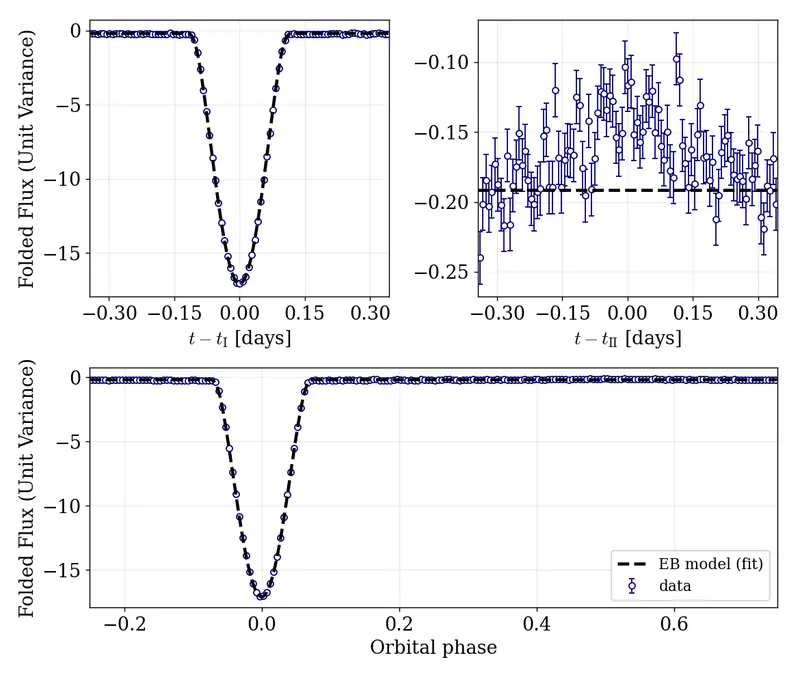 Folded Flux (Unit Variance)
0
−5
−10
−15
−0.30 −0.15 0.00 0.15 0.30
t − tI [days]
−0.10
−0.15
−0.20
−0.25
−0.30 −0.15 0.00 0.15 0.30
t − tII [days]
Folded Flux (Unit Variance)
0
−5
−10
−15
−0.2 0.0 0.2 0.4 0.6
Orbital phase
EB model (fit)
data